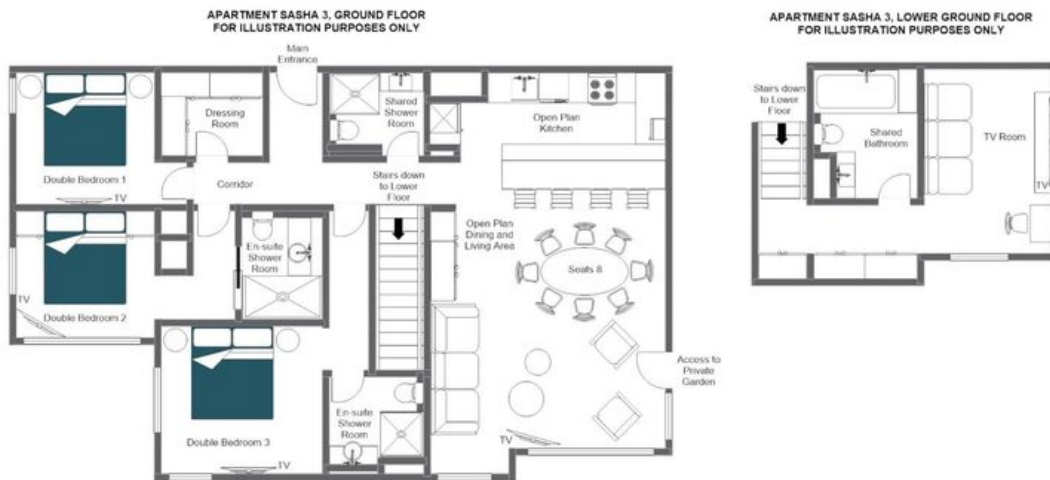 APARTMENT SASHA 3, GROUND FLOOR
FOR ILLUSTRATION PURPOSES ONLY
Main
Entrance
Dressing
Room
Shared
Shower
Room
Open Plan
Kitchen
Double Bedroom 1
TV
Corridor
Stairs down
to Lower
Floor
En-suite
Shower
Room
Open Plan
Dining and
Living Area
Seats 8
TV
Double Bedroom 2
Access to
Private
Garden
Double Bedroom 3
TV
En-suite
Shower
Room
TV
APARTMENT SASHA 3, LOWER GROUND FLOOR
FOR ILLUSTRATION PURPOSES ONLY
Stairs down
to Lower
Floor
Shared
Bathroom
TV Room
TV